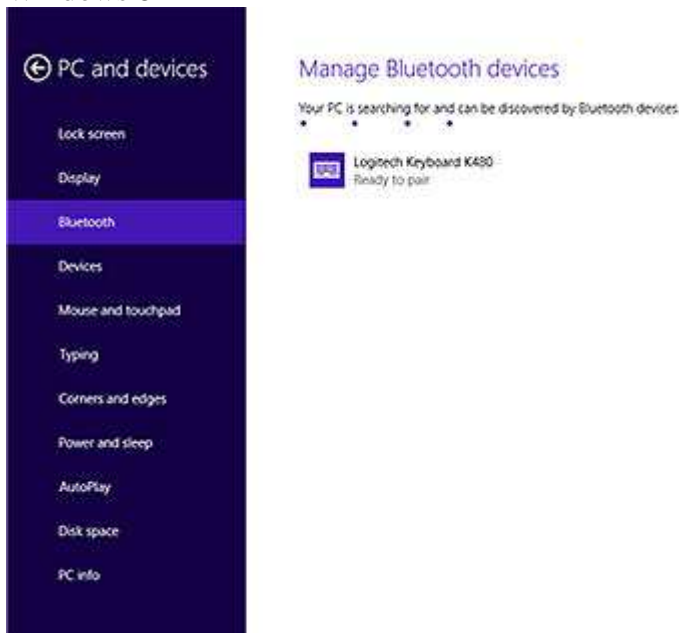 PC and devices
Lock screen
Display
Bluetooth
Devices
Mouse and touchpad
Typing
Corners and edges
Power and sleep
AutoPlay
Disk space
PC info
Manage Bluetooth devices
Your PC is searching for and can be discovered by Bluetooth devices
Logitech Keyboard K480
Ready to pair